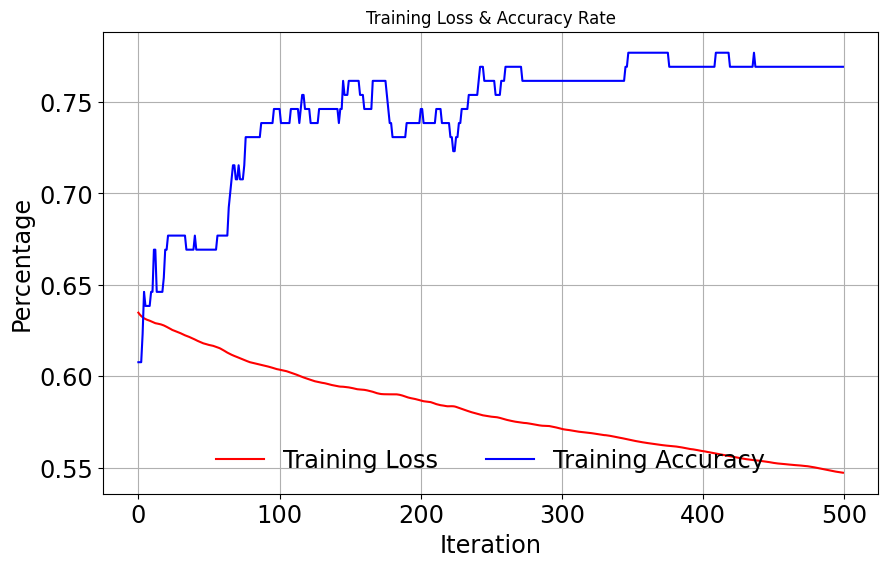 Training Loss & Accuracy Rate
Percentage
0.75
0.70
0.65
0.60
0.55
Training Loss
Training Accuracy
0 100 200 300 400 500
Iteration